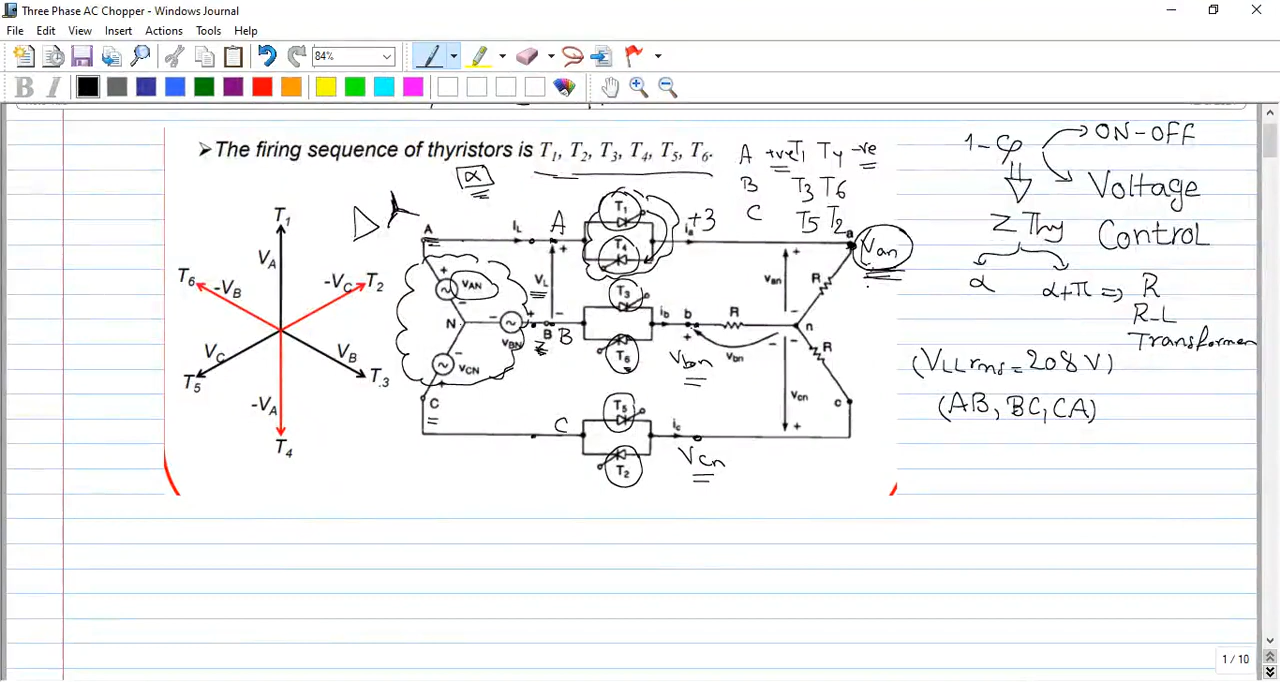 Three Phase AC Chopper - Windows Journal
File Edit View Insert Actions Tools Help
84%
B I
➢The firing sequence of thyristors is T1, T2, T3, T4, T5, T6.
α
A +ve T1 T4 -ve
B T3 T6
C T5 T2
1-φ
ON-OFF
Voltage
Control
2 Thy
α
α+π ⇒ R
R-L
Transformer
(VLLrms = 208 V)
(AB, BC, CA)
T1
VA
T6
-VB
-VC T2
VC
T5
VB
T3
-VA
T4
A
iL
A
+
T1
T4
ia
+3
a
Van
+
VAN
-
VL
Van
R
N
-
+
VBN
B
-
B
T3
T6
ib
b
+
Vbn
R
vbn
-
n
-
R
-
VCN
+
C
C
T5
T2
ic
Vcn
Vcn
+
c
1 / 10